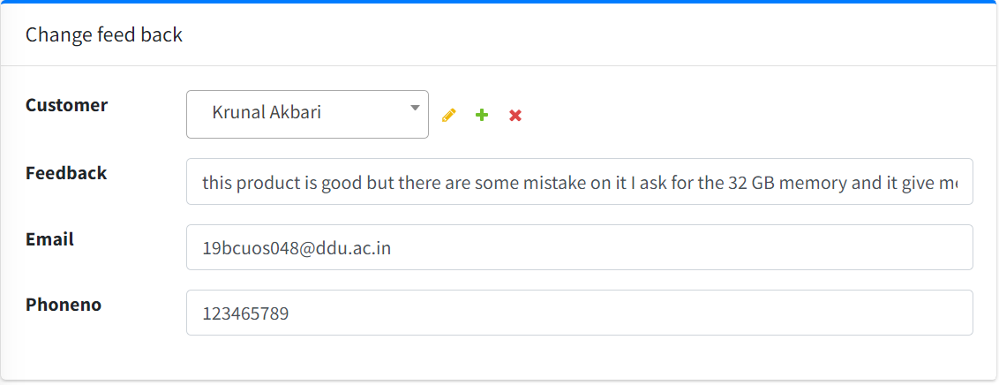 Change feed back
Customer
Krunal Akbari
Feedback
this product is good but there are some mistake on it I ask for the 32 GB memory and it give
Email
19bcuos048@ddu.ac.in
Phoneno
123465789